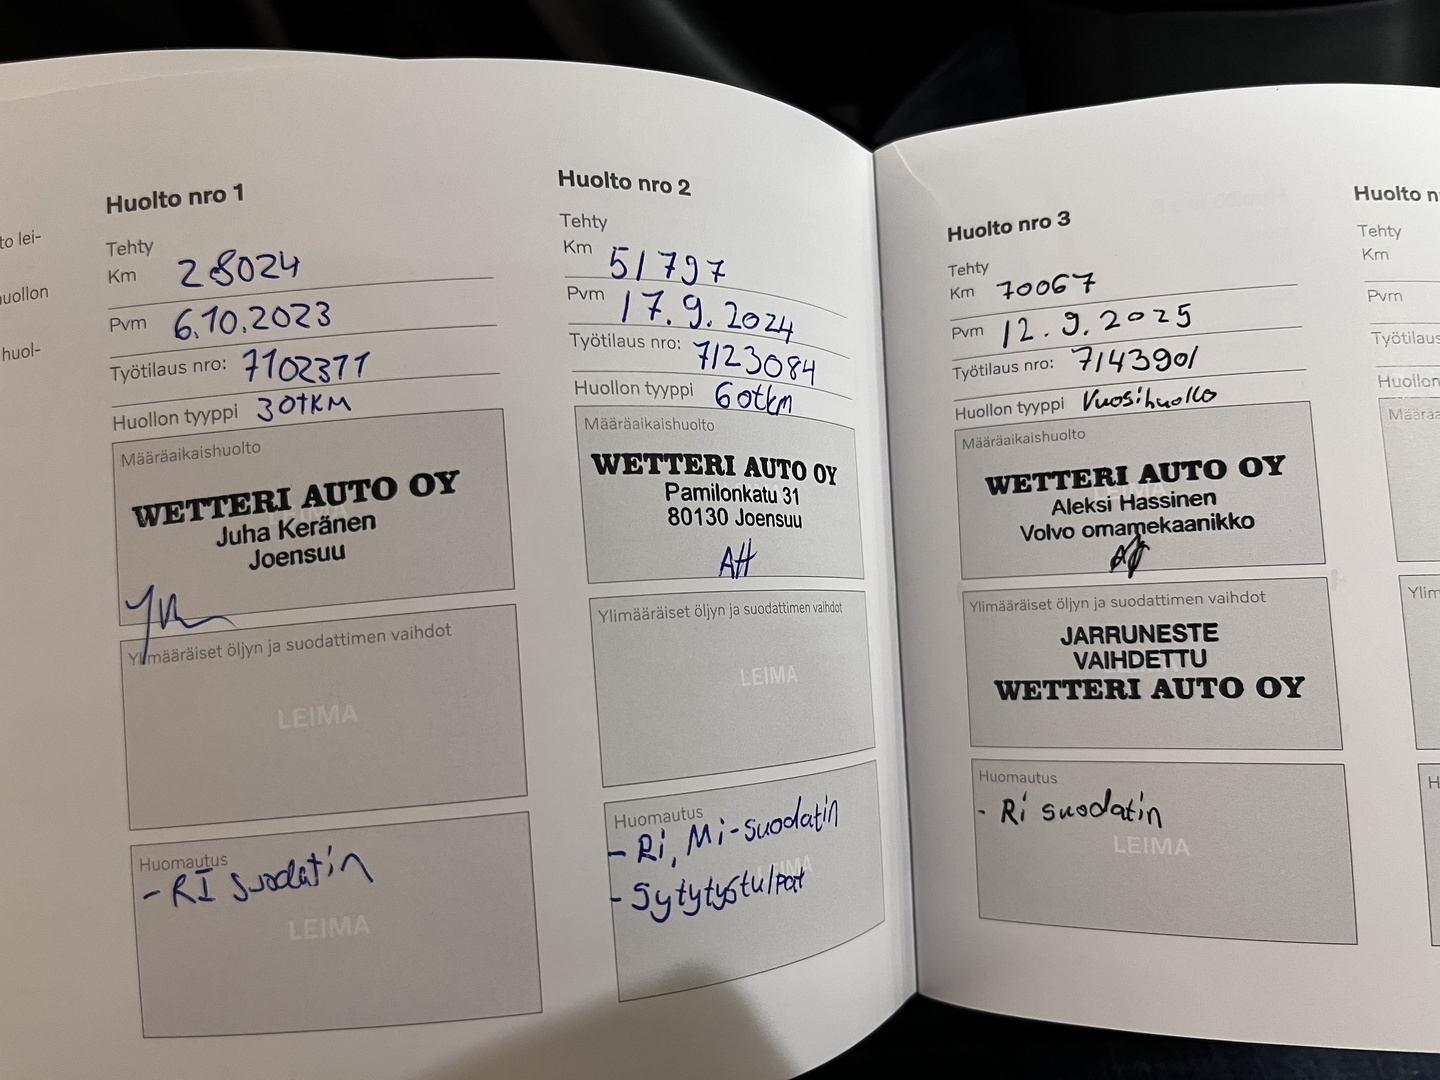 to lei-
uollon
huol-
Huolto nro 1
Tehty
Km 28024
Pvm 6.10.2023
Työtilaus nro: 7102371
Huollon tyyppi 30TKM
Määräaikaishuolto
WETTERI AUTO OY
Juha Keränen
Joensuu
Ylimääräiset öljyn ja suodattimen vaihdot
LEIMA
Huomautus
- RI suodatin
LEIMA
Huolto nro 2
Tehty
Km 51797
Pvm 17.9.2024
Työtilaus nro: 7123084
Huollon tyyppi 60tkm
Määräaikaishuolto
WETTERI AUTO OY
Pamilonkatu 31
80130 Joensuu
AH
Ylimääräiset öljyn ja suodattimen vaihdot
LEIMA
Huomautus
- Ri, Mi-suodatin
- Sytytystulpat
LEIMA
Huolto nro 3
Tehty
Km 70067
Pvm 12.9.2025
Työtilaus nro: 7143901
Huollon tyyppi Vuosihuolto
Määräaikaishuolto
WETTERI AUTO OY
Aleksi Hassinen
Volvo omamekaanikko
Ylimääräiset öljyn ja suodattimen vaihdot
JARRUNESTE
VAIHDETTU
WETTERI AUTO OY
Huomautus
- Ri suodatin
LEIMA
Huolto n
Tehty
Km
Pvm
Työtilaus
Huollon
Määräa
Ylim
H